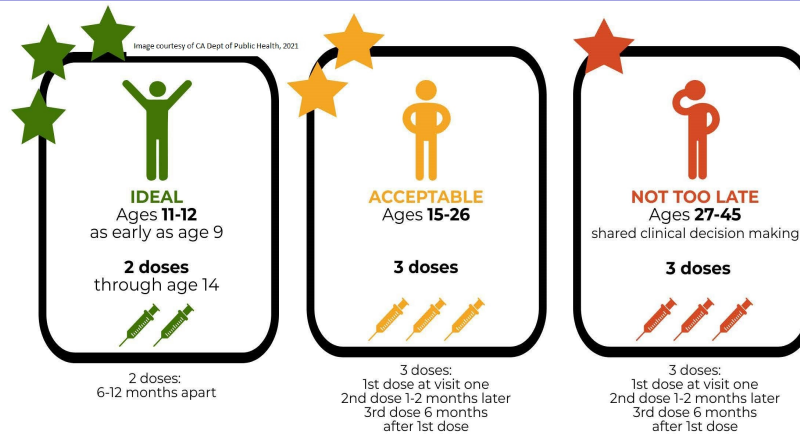 Image courtesy of CA Dept of Public Health, 2021
IDEAL
Ages 11-12
as early as age 9
2 doses
through age 14
2 doses:
6-12 months apart
ACCEPTABLE
Ages 15-26
3 doses
3 doses:
1st dose at visit one
2nd dose 1-2 months later
3rd dose 6 months
after 1st dose
NOT TOO LATE
Ages 27-45
shared clinical decision making
3 doses
3 doses:
1st dose at visit one
2nd dose 1-2 months later
3rd dose 6 months
after 1st dose